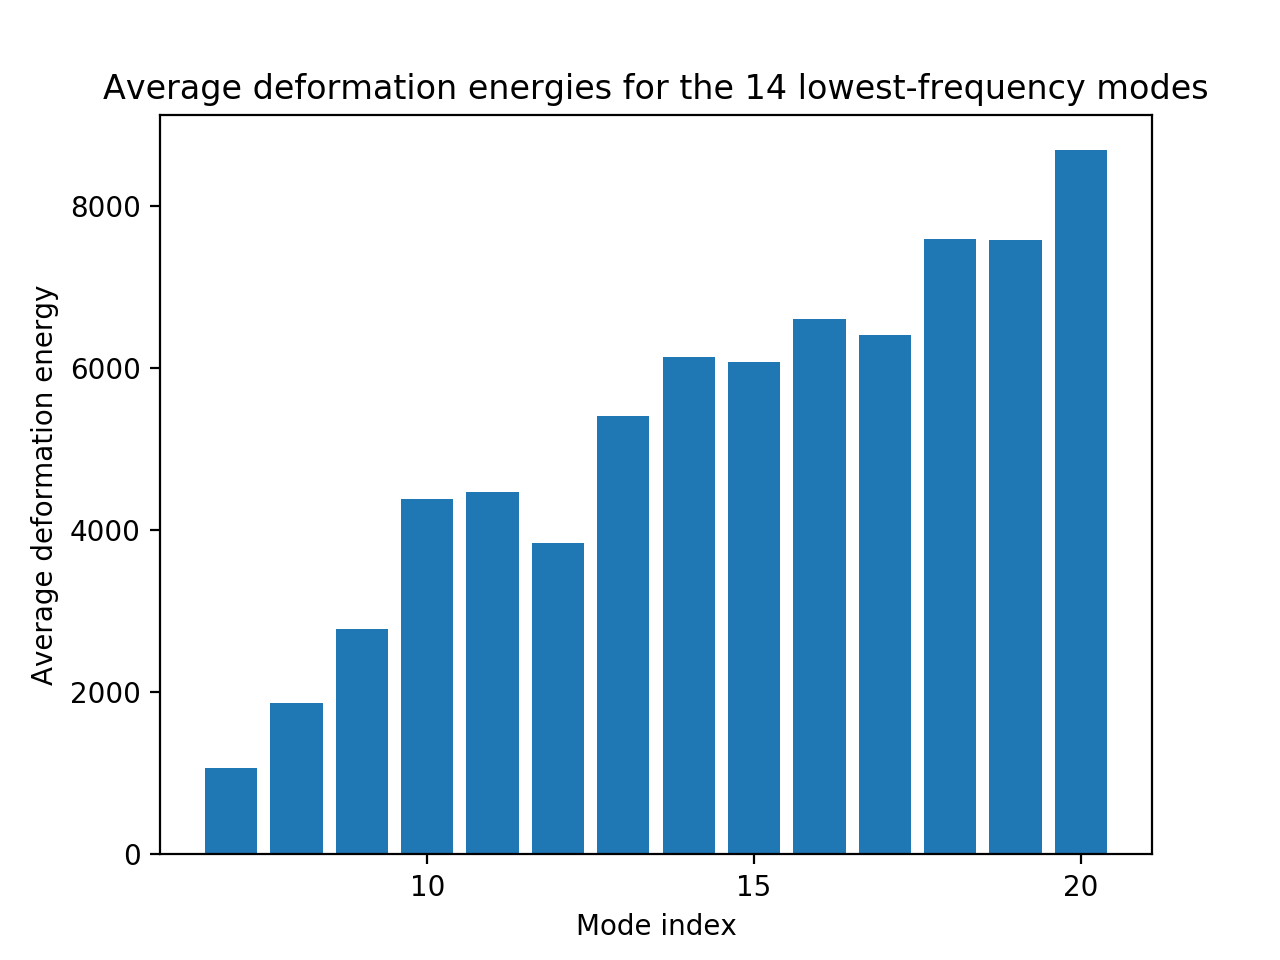 Average deformation energies for the 14 lowest-frequency modes
Average deformation energy
8000
6000
4000
2000
0
10 15 20
Mode index